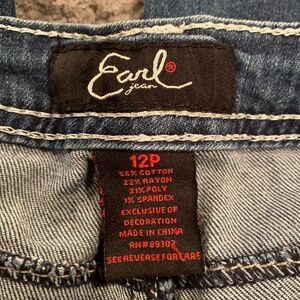 Earl®
jean
12P
56% COTTON
22% RAYON
21% POLY
1% SPANDEX
EXCLUSIVE OF
DECORATION
MADE IN CHINA
RN#89302
SEE REVERSE FOR CARE